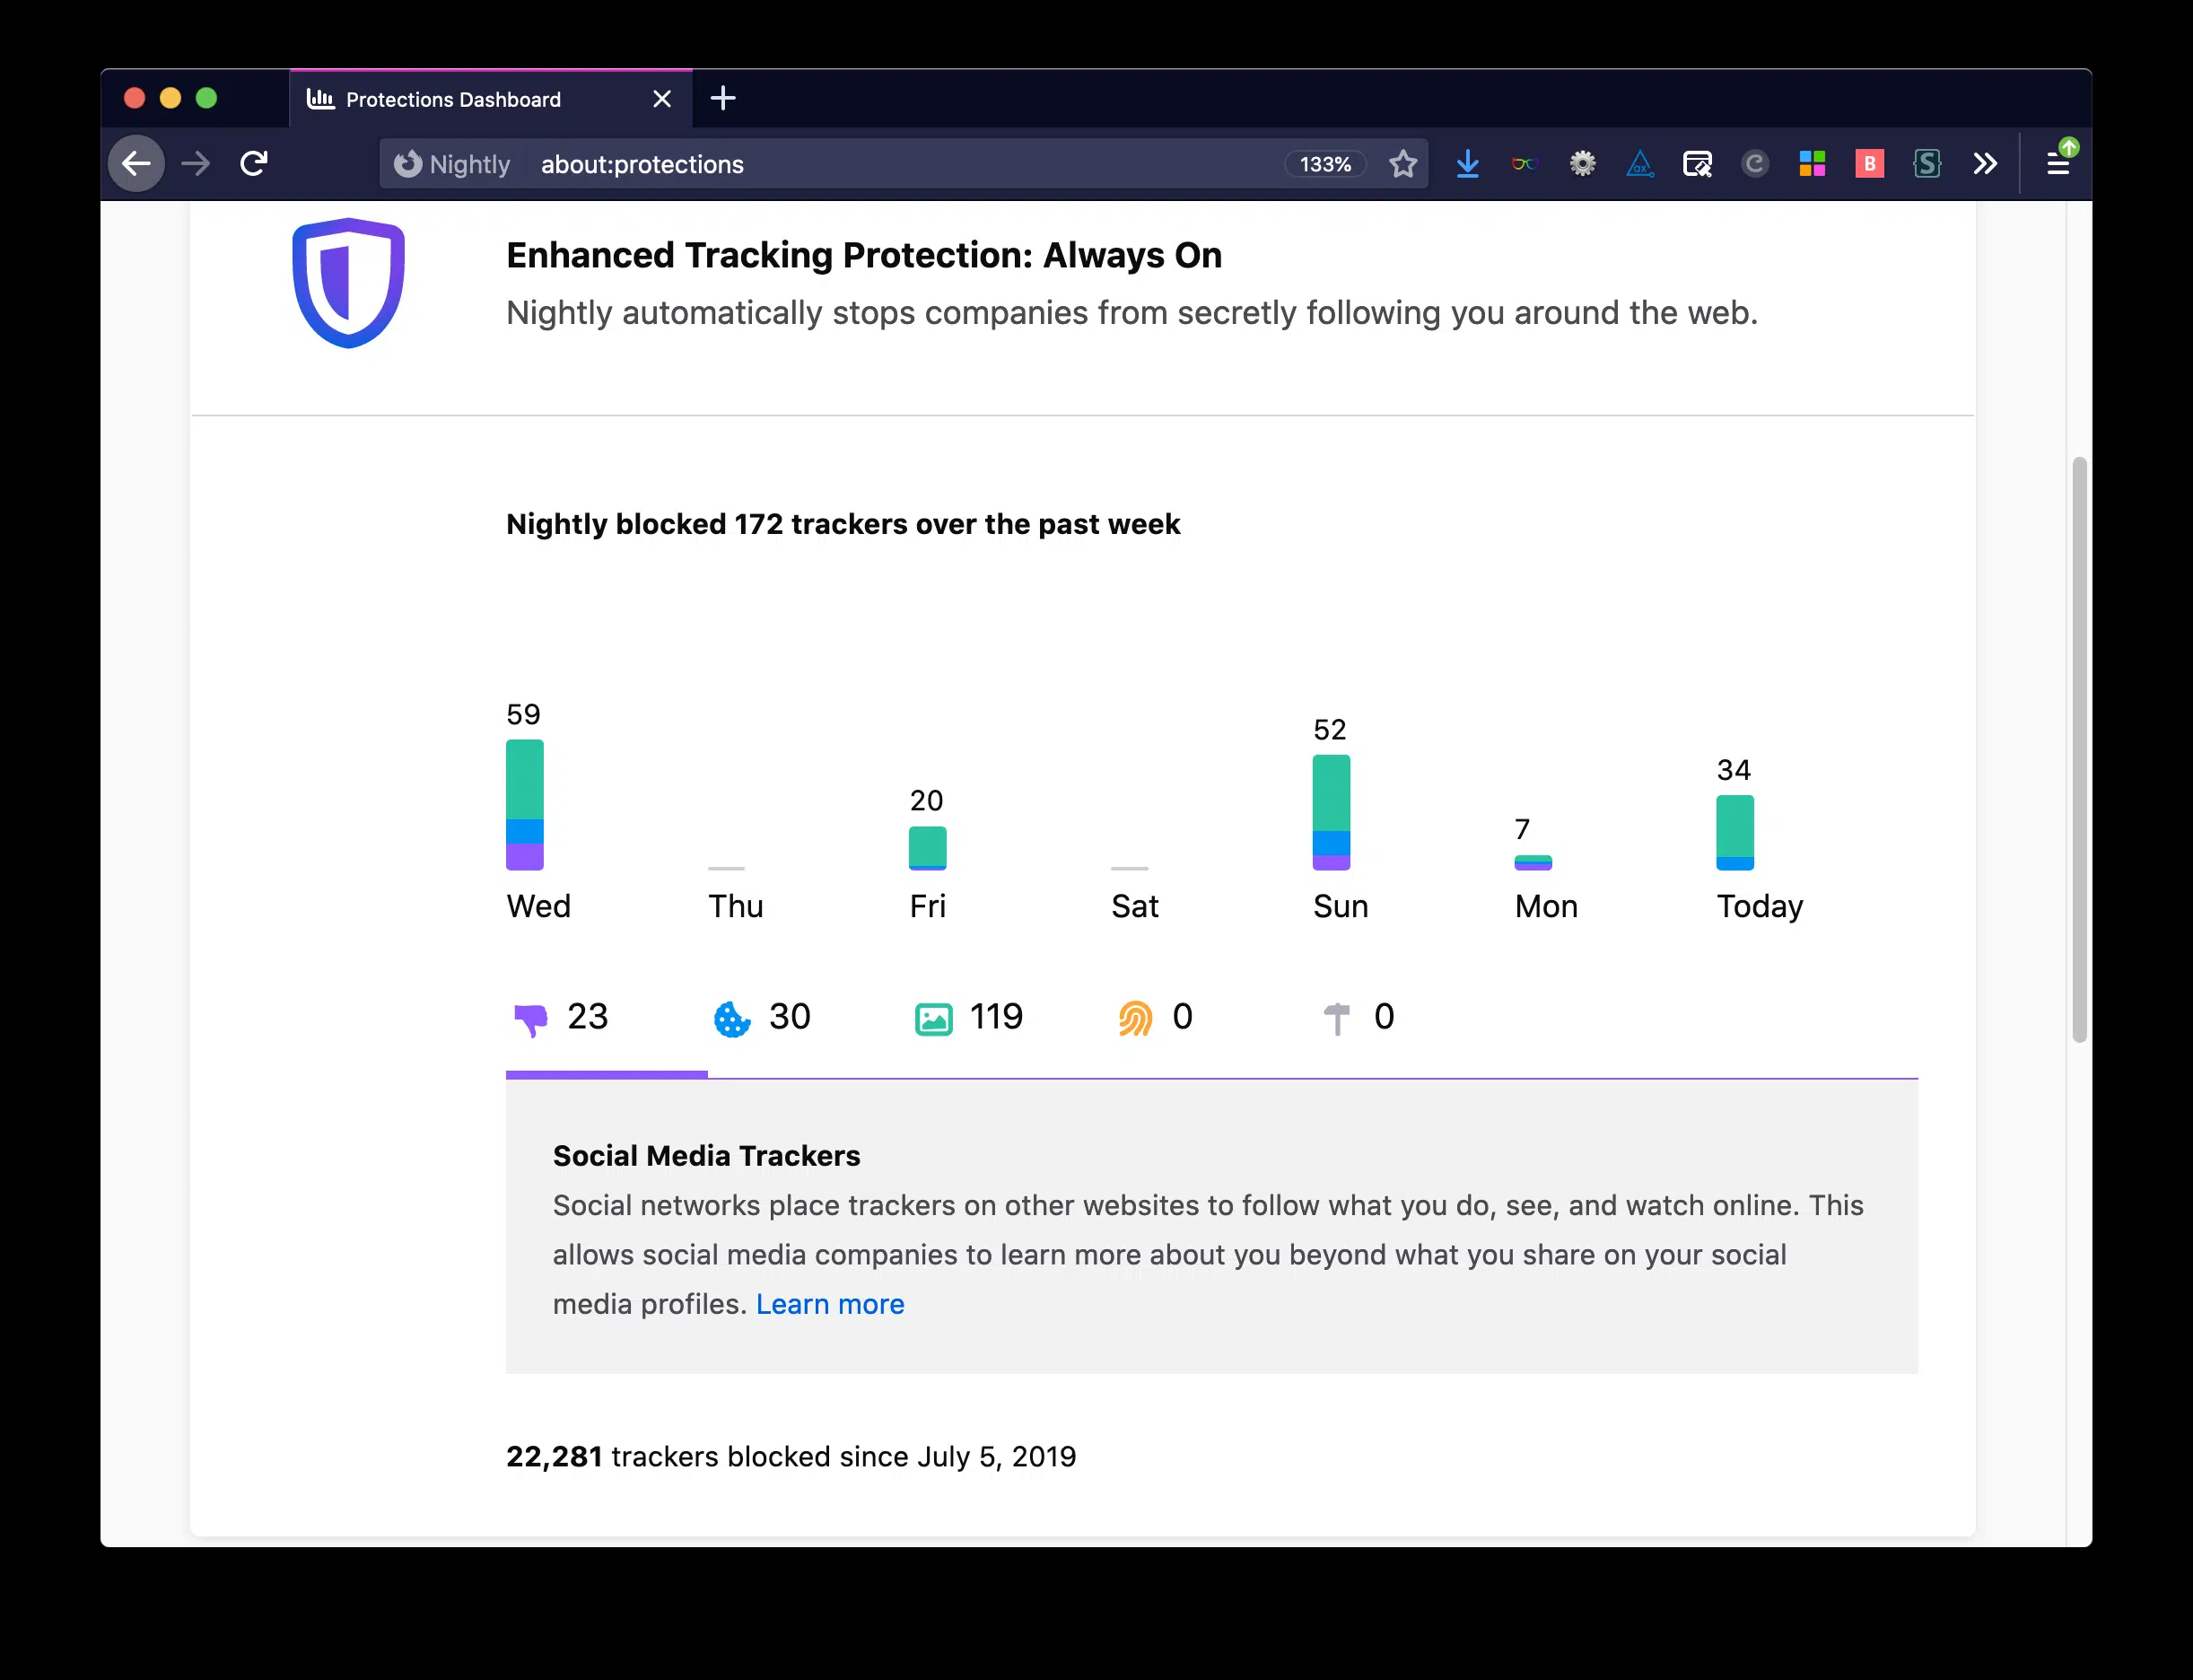 Protections Dashboard
Nightly about:protections 133%
Enhanced Tracking Protection: Always On
Nightly automatically stops companies from secretly following you around the web.
Nightly blocked 172 trackers over the past week
59 20 52 7 34
Wed Thu Fri Sat Sun Mon Today
23 30 119 0 0
Social Media Trackers
Social networks place trackers on other websites to follow what you do, see, and watch online. This
allows social media companies to learn more about you beyond what you share on your social
media profiles. Learn more
22,281 trackers blocked since July 5, 2019